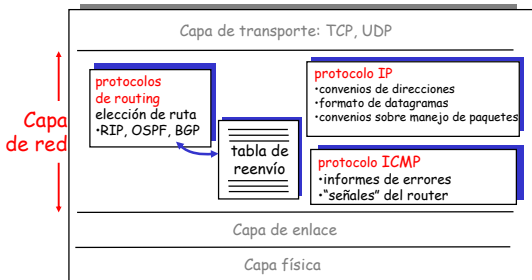 Capa de transporte: TCP, UDP
Capa
de red
protocolos
de routing
elección de ruta
•RIP, OSPF, BGP
tabla de
reenvío
protocolo IP
•convenios de direcciones
•formato de datagramas
•convenios sobre manejo de paquetes
protocolo ICMP
•informes de errores
•“señales” del router
Capa de enlace
Capa física